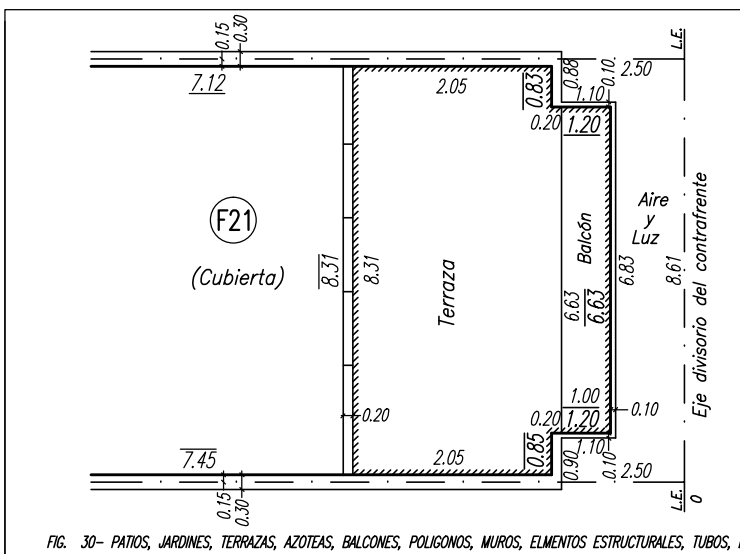 0.15
0.30
L.E.
7.12
2.05
0.83
0.88
1.10
0.10
2.50
0.20
1.20
F21
(Cubierta)
8.31
8.31
Terraza
Balcón
6.63
6.63
Aire
y
Luz
6.83
8.61
Eje divisorio del contrafrente
1.00
0.20
0.20
1.20
0.10
7.45
2.05
0.85
0.90
1.10
0.10
2.50
0.15
0.30
L.E.
O
FIG. 30- PATIOS, JARDINES, TERRAZAS, AZOTEAS, BALCONES, POLIGONOS, MUROS, ELMENTOS ESTRUCTURALES, TUBOS,